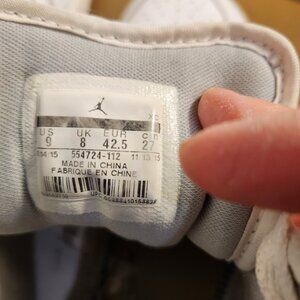 US UK EUR cm
9 8 42.5 27
554724-112
MADE IN CHINA
FABRIQUE EN CHINE